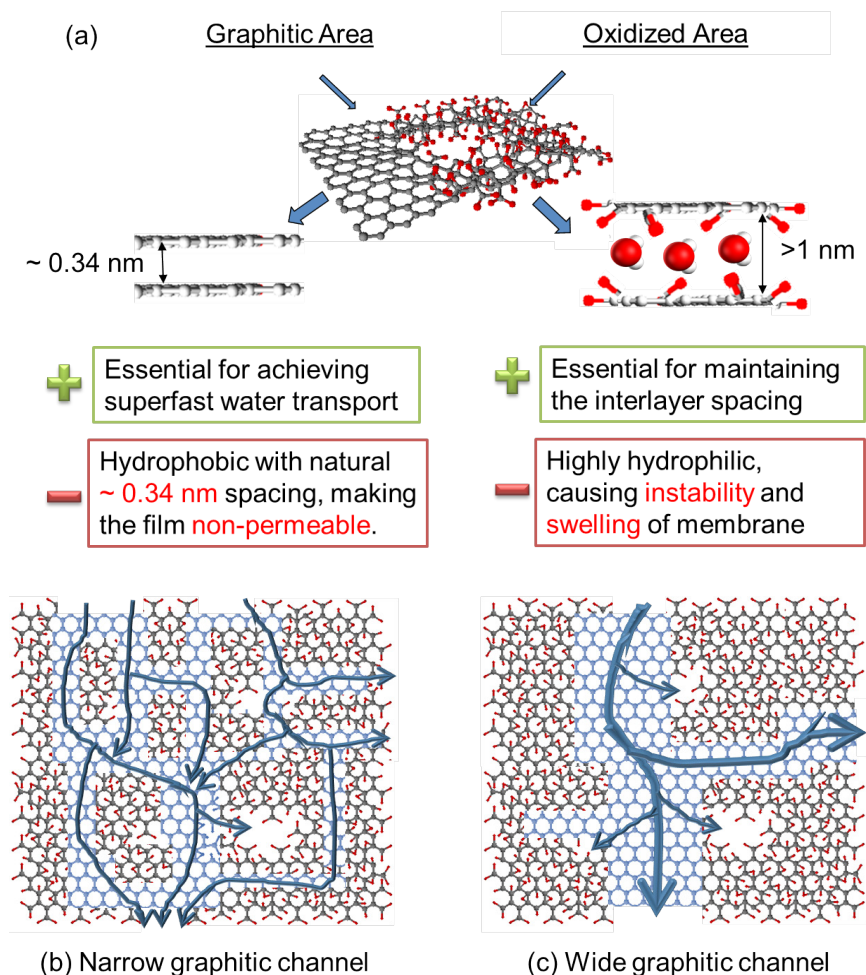 (a)
Graphitic Area
Oxidized Area
~ 0.34 nm
>1 nm
Essential for achieving
superfast water transport
Essential for maintaining
the interlayer spacing
Hydrophobic with natural
~ 0.34 nm spacing, making
the film non-permeable.
Highly hydrophilic,
causing instability and
swelling of membrane
(b) Narrow graphitic channel
(c) Wide graphitic channel